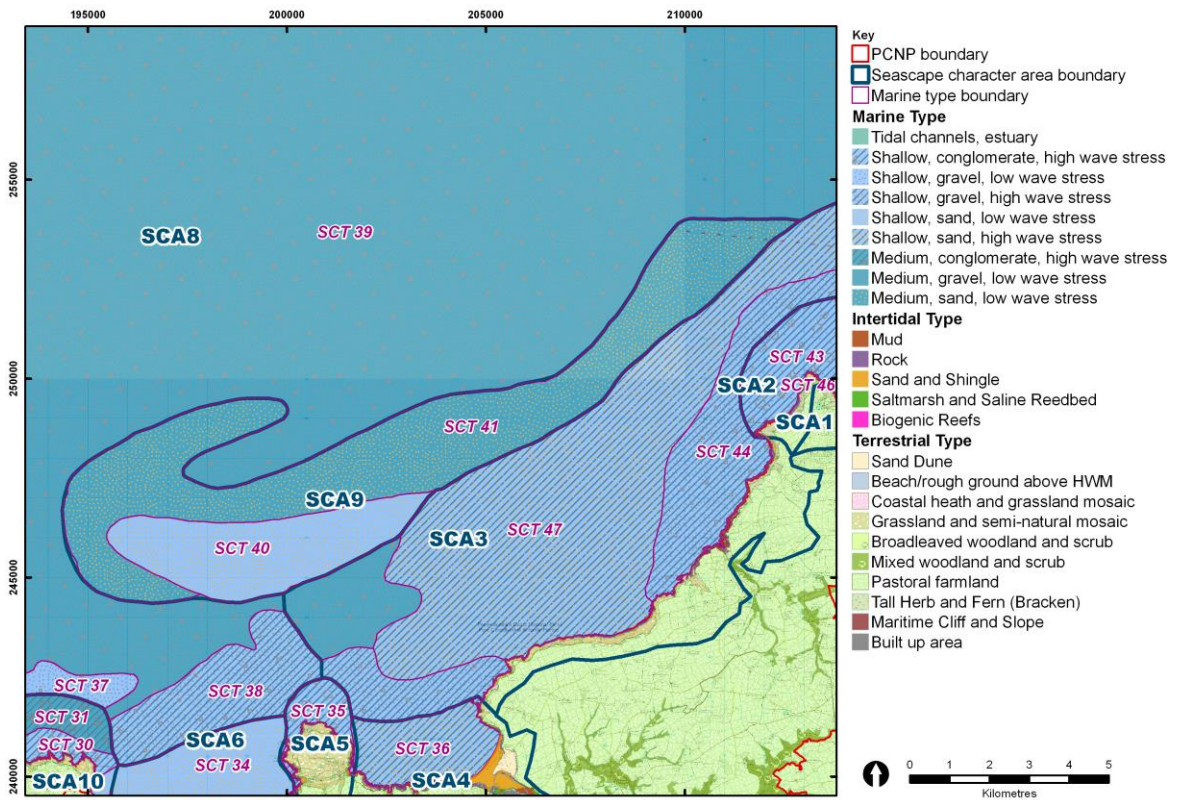 195000 200000 205000 210000
255000
250000
245000
240000
SCA8
SCT 39
SCT 43
SCA2
SCT 46
SCA1
SCT 41
SCT 44
SCA9
SCA3
SCT 47
SCT 40
SCT 37
SCT 38
SCT 31
SCT 35
SCT 30
SCA6
SCA5
SCT 36
SCT 34
SCA10
SCA4
Key
PCNP boundary
Seascape character area boundary
Marine type boundary
Marine Type
Tidal channels, estuary
Shallow, conglomerate, high wave stress
Shallow, gravel, low wave stress
Shallow, gravel, high wave stress
Shallow, sand, low wave stress
Shallow, sand, high wave stress
Medium, conglomerate, high wave stress
Medium, gravel, low wave stress
Medium, sand, low wave stress
Intertidal Type
Mud
Rock
Sand and Shingle
Saltmarsh and Saline Reedbed
Biogenic Reefs
Terrestrial Type
Sand Dune
Beach/rough ground above HWM
Coastal heath and grassland mosaic
Grassland and semi-natural mosaic
Broadleaved woodland and scrub
Mixed woodland and scrub
Pastoral farmland
Tall Herb and Fern (Bracken)
Maritime Cliff and Slope
Built up area
0 1 2 3 4 5
Kilometres